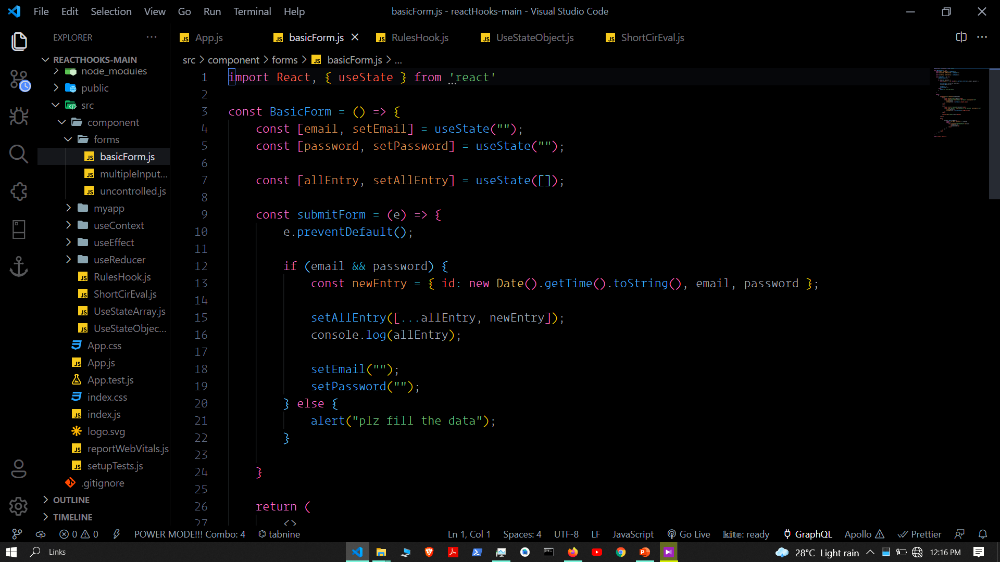 File Edit Selection View Go Run Terminal Help
basicForm.js - reactHooks-main - Visual Studio Code
EXPLORER
App.js
basicForm.js
RulesHook.js
UseStateObject.js
ShortCirEval.js
src > component > forms > basicForm.js > ...
REACTHOOKS-MAIN
node_modules
public
src
component
forms
basicForm.js
multipleInput...
uncontrolled.js
myapp
useContext
useEffect
useReducer
RulesHook.js
ShortCirEval.js
UseStateArray.js
UseStateObjec...
App.css
App.js
App.test.js
index.css
index.js
logo.svg
reportWebVitals.js
setupTests.js
.gitignore
OUTLINE
TIMELINE
1 import React, { useState } from 'react'
2
3 const BasicForm = () => {
4 const [email, setEmail] = useState("");
5 const [password, setPassword] = useState("");
6
7 const [allEntry, setAllEntry] = useState([]);
8
9 const submitForm = (e) => {
10 e.preventDefault();
11
12 if (email && password) {
13 const newEntry = { id: new Date().getTime().toString(), email, password };
14
15 setAllEntry([...allEntry, newEntry]);
16 console.log(allEntry);
17
18 setEmail("");
19 setPassword("");
20 } else {
21 alert("plz fill the data");
22 }
23
24 }
25
26 return (
27 <>
0 0 POWER MODE!!! Combo: 4 tabnine
Ln 1, Col 1 Spaces: 4 UTF-8 LF JavaScript Go Live kite: ready GraphQL Apollo Prettier
Links
28°C Light rain 12:16 PM